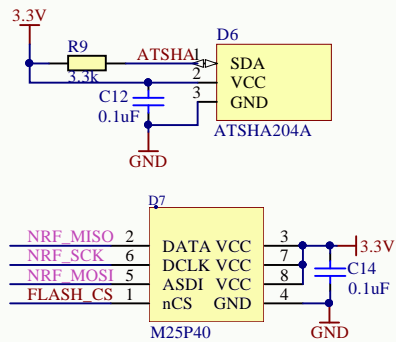 3.3V
D6
R9
3.3k
ATSHA
1 SDA
2 VCC
3 GND
C12
0.1uF
ATSHA204A
GND
D7
NRF_MISO 2 DATA VCC 3
NRF_SCK 6 DCLK VCC 7
NRF_MOSI 5 ASDI VCC 8
FLASH_CS 1 nCS GND 4
3.3V
C14
0.1uF
M25P40
GND